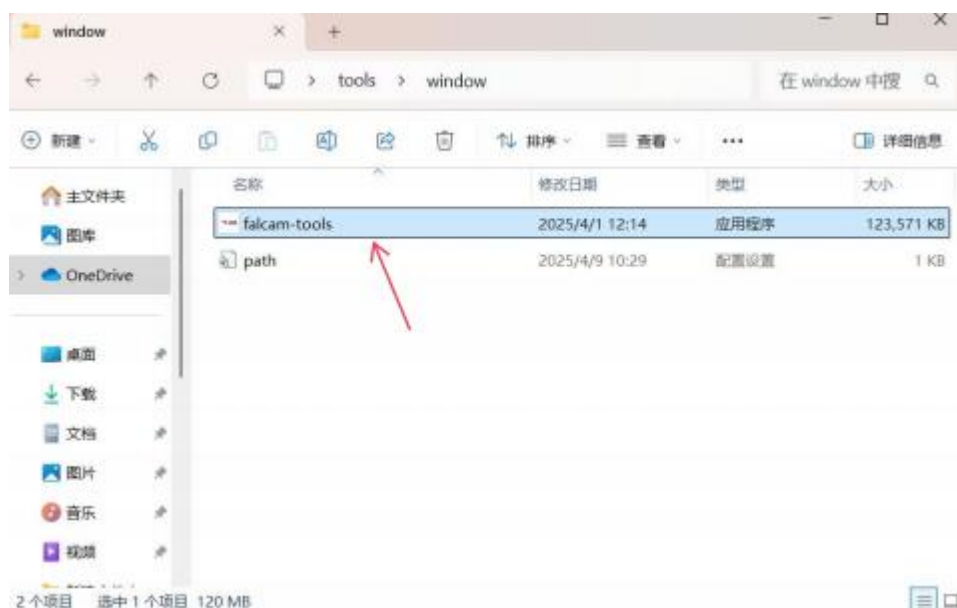 window
tools > window
在 window 中搜
新建
排序
查看
详细信息
名称
修改日期
类型
大小
主文件夹
图库
OneDrive
桌面
下载
文档
图片
音乐
视频
falcam-tools 2025/4/1 12:14 应用程序 123,571 KB
path 2025/4/9 10:29 配置设置 1 KB
2 个项目 选中 1 个项目 120 MB